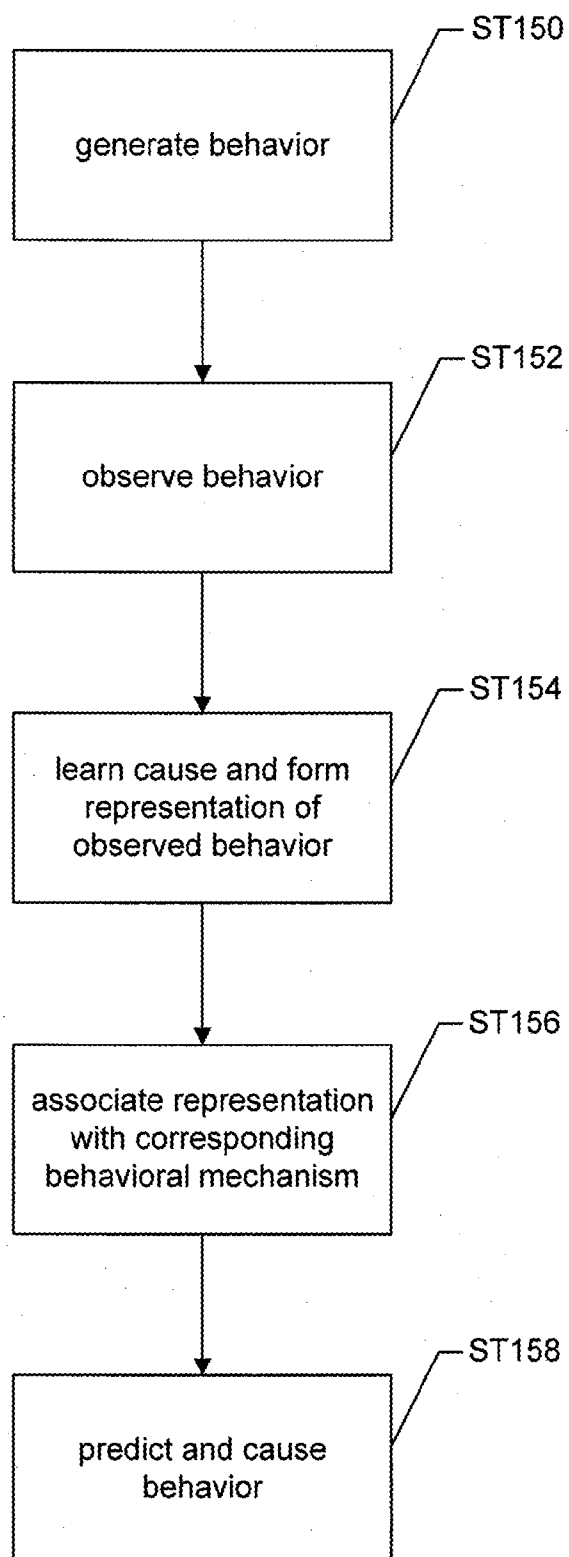 ST150
generate behavior
ST152
observe behavior
ST154
learn cause and form
representation of
observed behavior
ST156
associate representation
with corresponding
behavioral mechanism
ST158
predict and cause
behavior